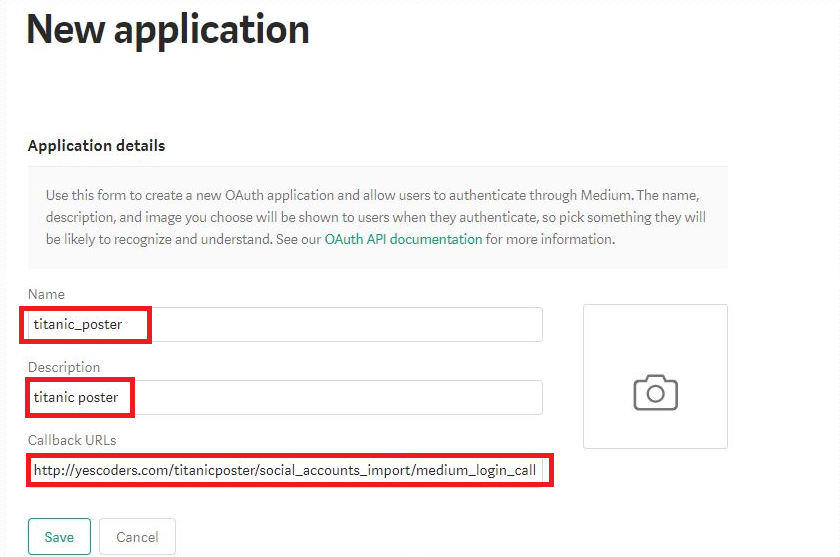 New application
Application details
Use this form to create a new OAuth application and allow users to authenticate through Medium. The name,
description, and image you choose will be shown to users when they authenticate, so pick something they will
be likely to recognize and understand. See our OAuth API documentation for more information.
Name
titanic_poster
Description
titanic poster
Callback URLs
http://yescoders.com/titanicposter/social_accounts_import/medium_login_call
Save Cancel